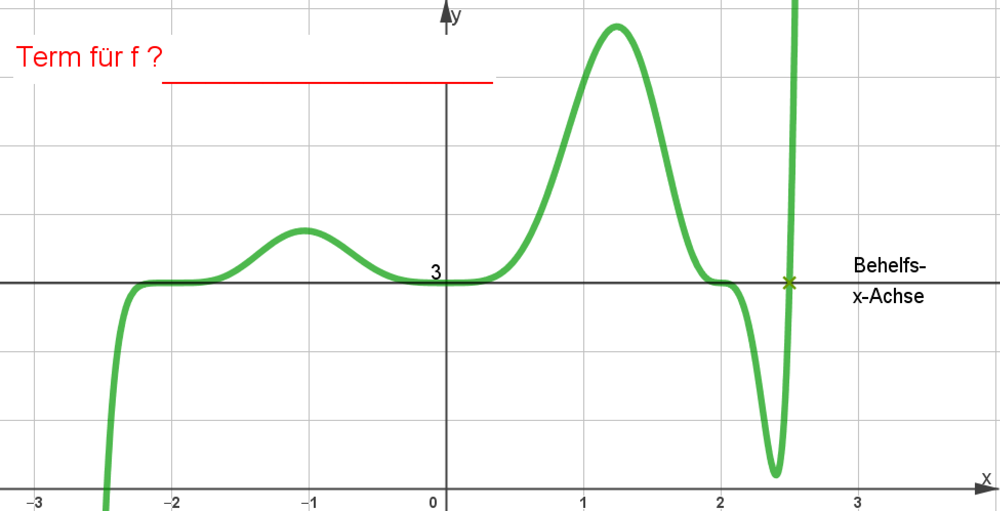 y
Term für f ?
3
Behelfs-
x-Achse
x
–3 –2 –1 0 1 2 3